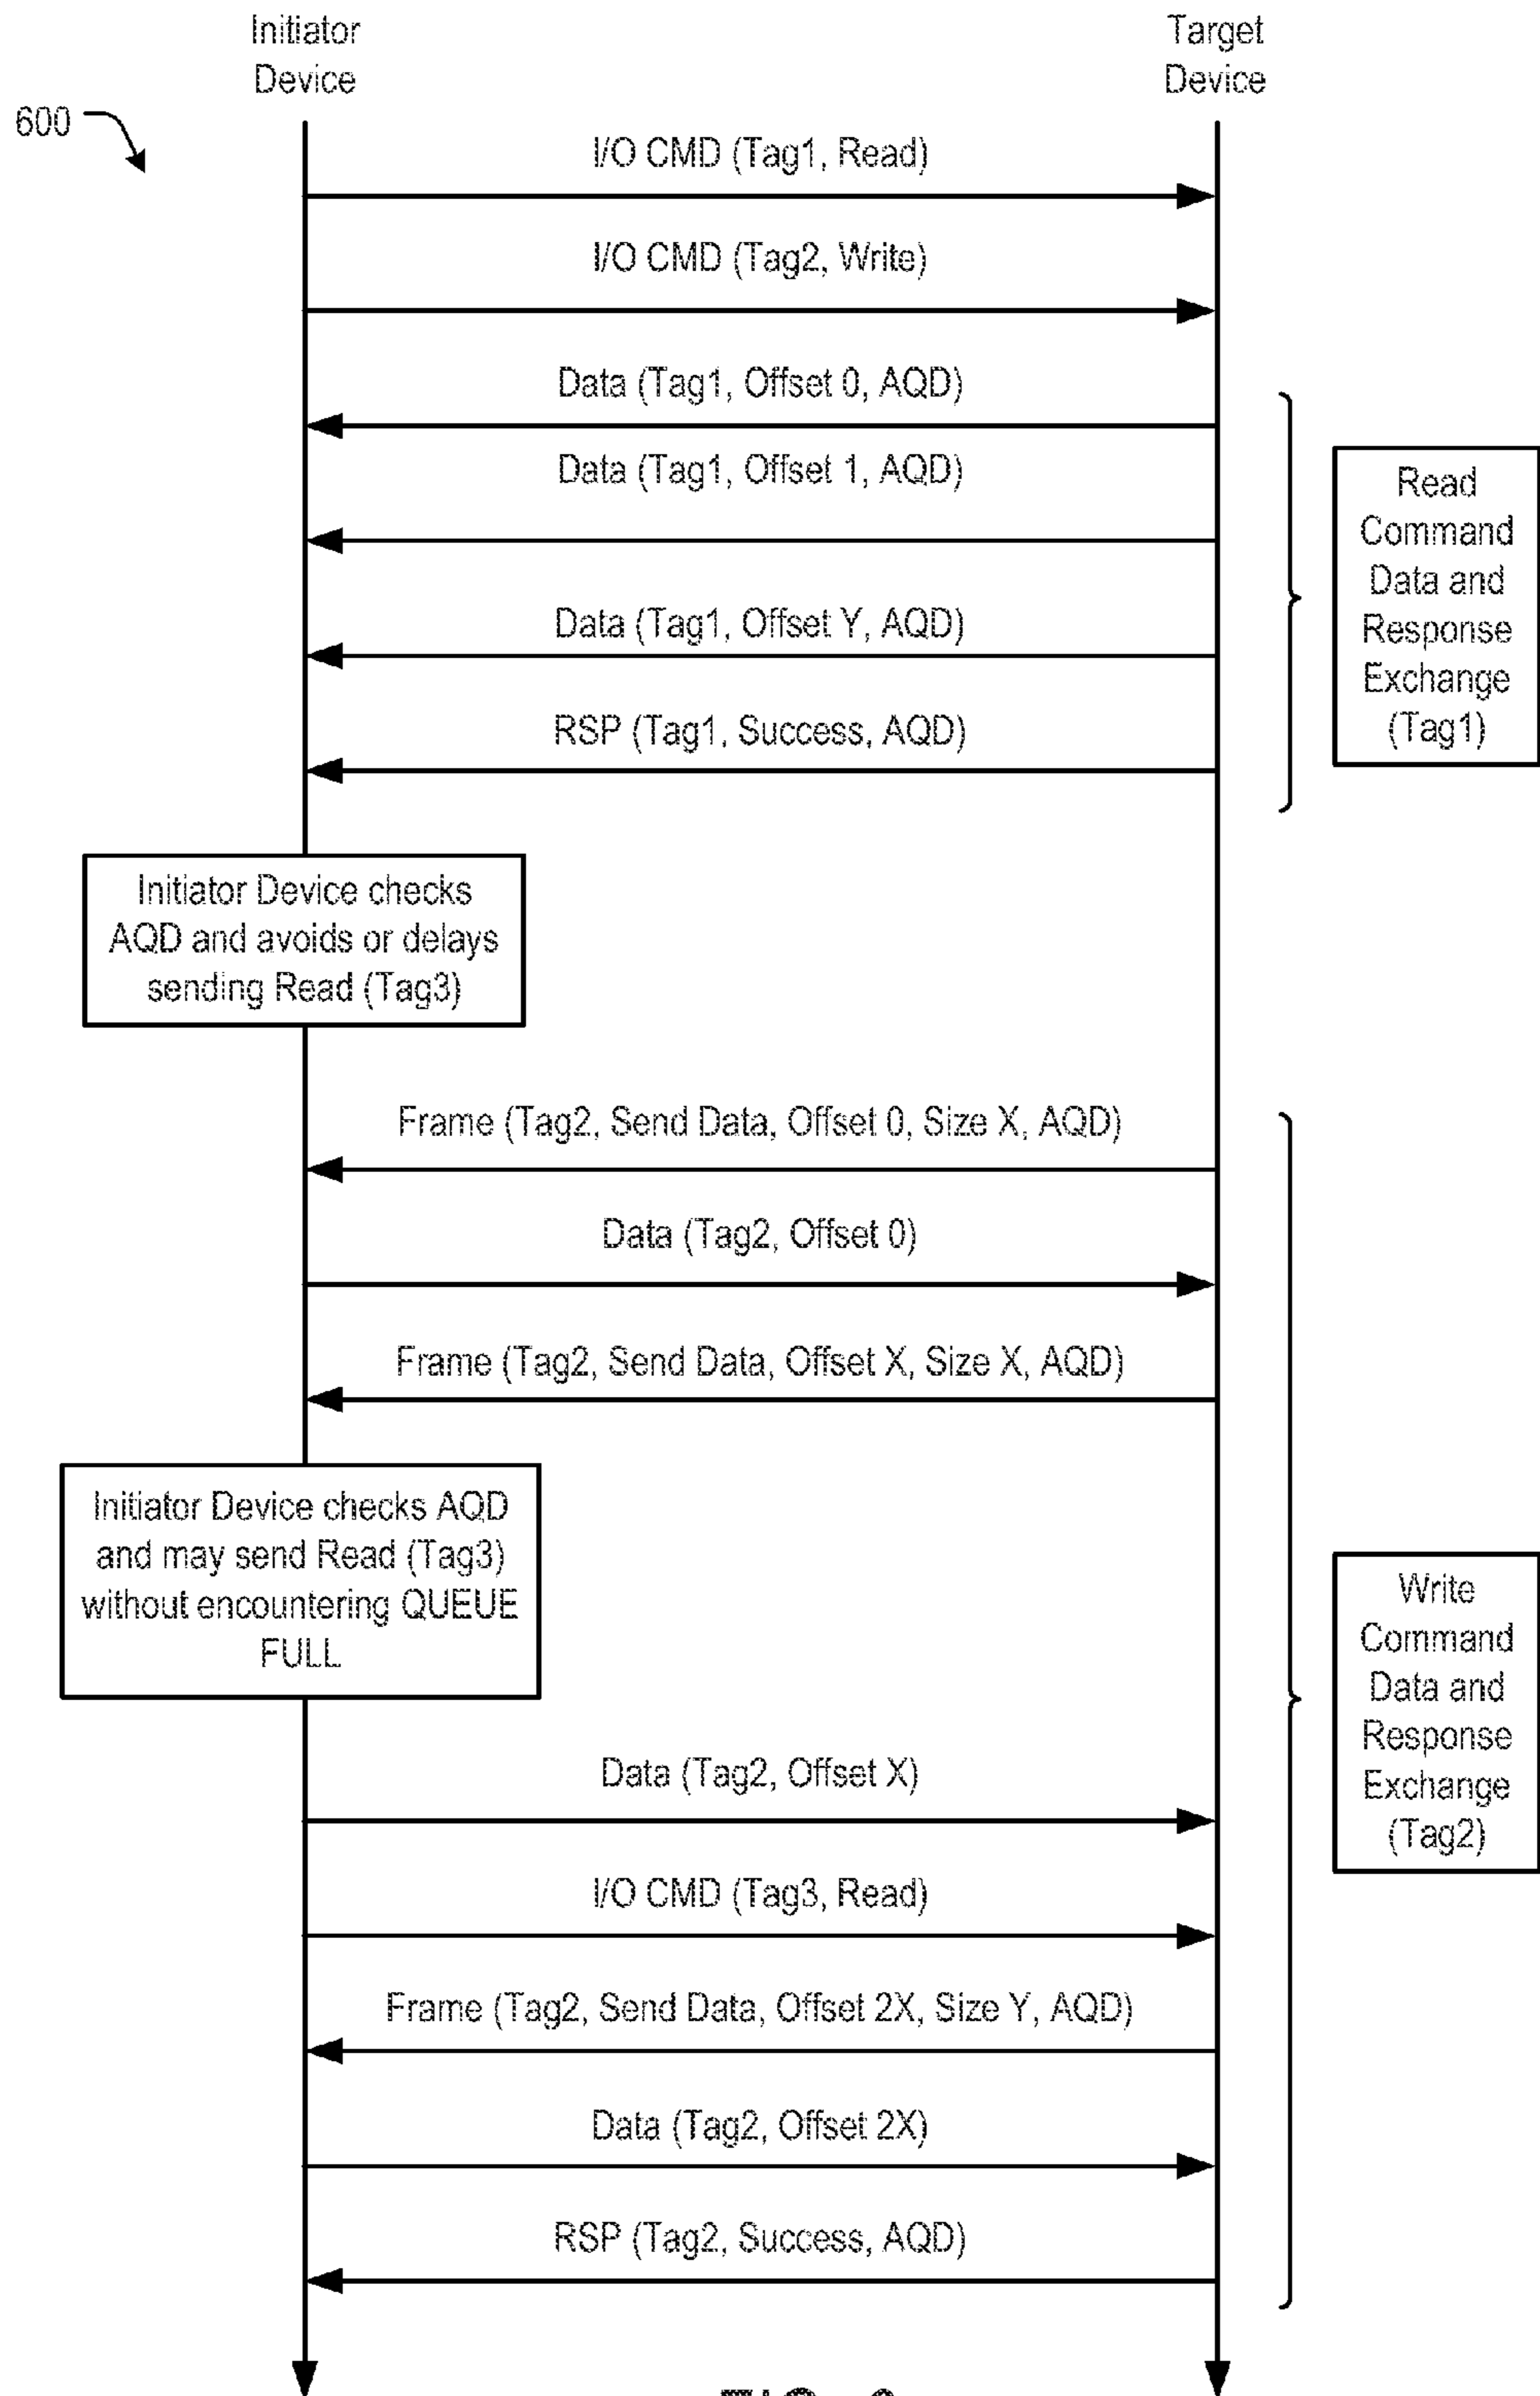 Initiator
Device
Target
Device
600
I/O CMD (Tag1, Read)
I/O CMD (Tag2, Write)
Data (Tag1, Offset 0, AQD)
Data (Tag1, Offset 1, AQD)
Data (Tag1, Offset Y, AQD)
RSP (Tag1, Success, AQD)
Read
Command
Data and
Response
Exchange
(Tag1)
Initiator Device checks
AQD and avoids or delays
sending Read (Tag3)
Frame (Tag2, Send Data, Offset 0, Size X, AQD)
Data (Tag2, Offset 0)
Frame (Tag2, Send Data, Offset X, Size X, AQD)
Initiator Device checks AQD
and may send Read (Tag3)
without encountering QUEUE
FULL
Write
Command
Data and
Response
Exchange
(Tag2)
Data (Tag2, Offset X)
I/O CMD (Tag3, Read)
Frame (Tag2, Send Data, Offset 2X, Size Y, AQD)
Data (Tag2, Offset 2X)
RSP (Tag2, Success, AQD)